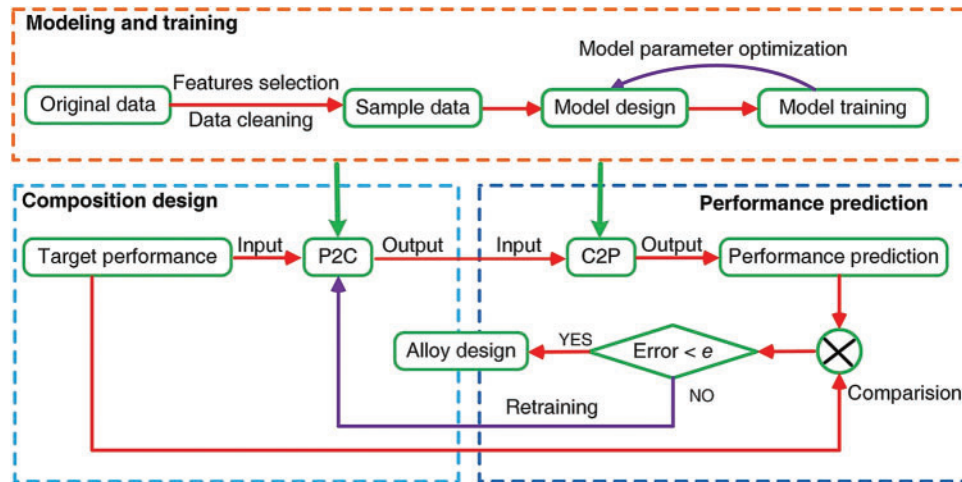 Modeling and training
Model parameter optimization
Features selection
Original data
Sample data
Model design
Model training
Data cleaning
Composition design
Performance prediction
Target performance
Input
P2C
Output
Input
C2P
Output
Performance prediction
Alloy design
YES
Error < e
NO
Comparision
Retraining